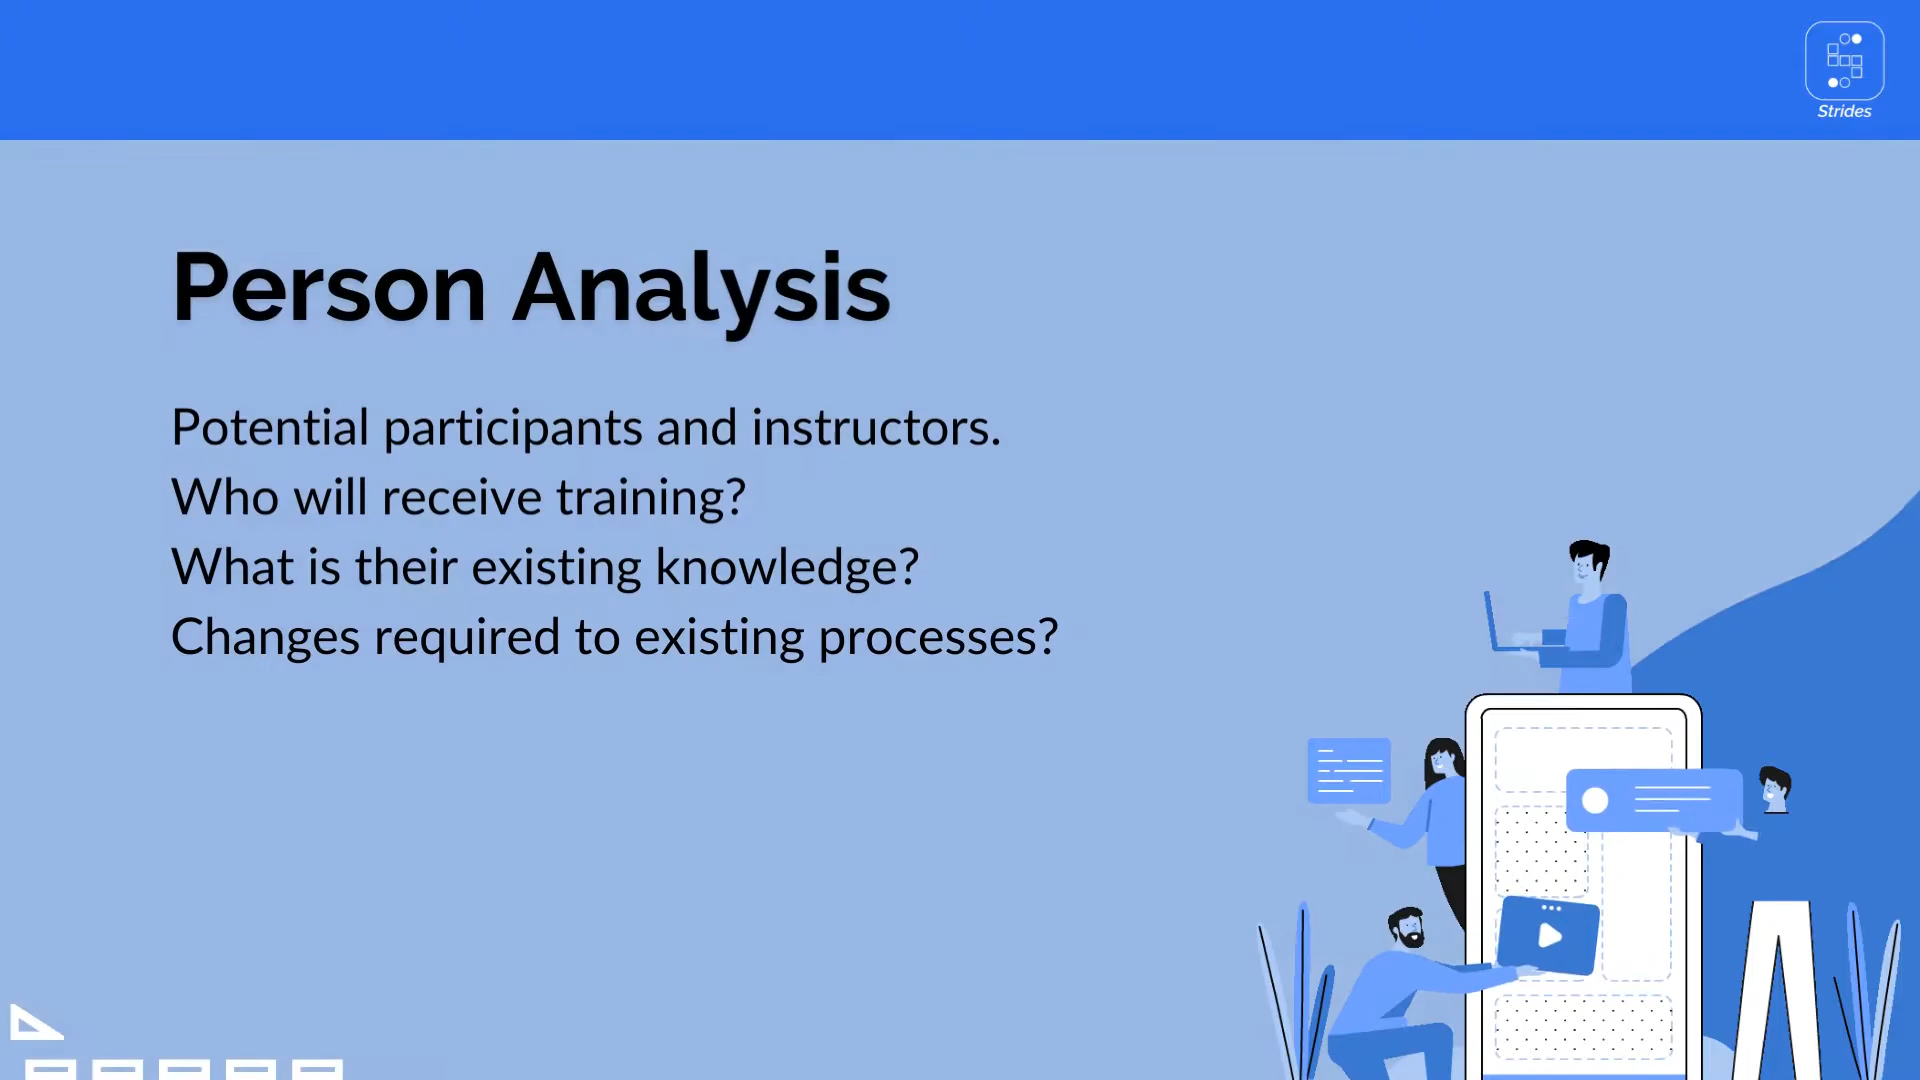 Strides
Person Analysis
Potential participants and instructors.
Who will receive training?
What is their existing knowledge?
Changes required to existing processes?